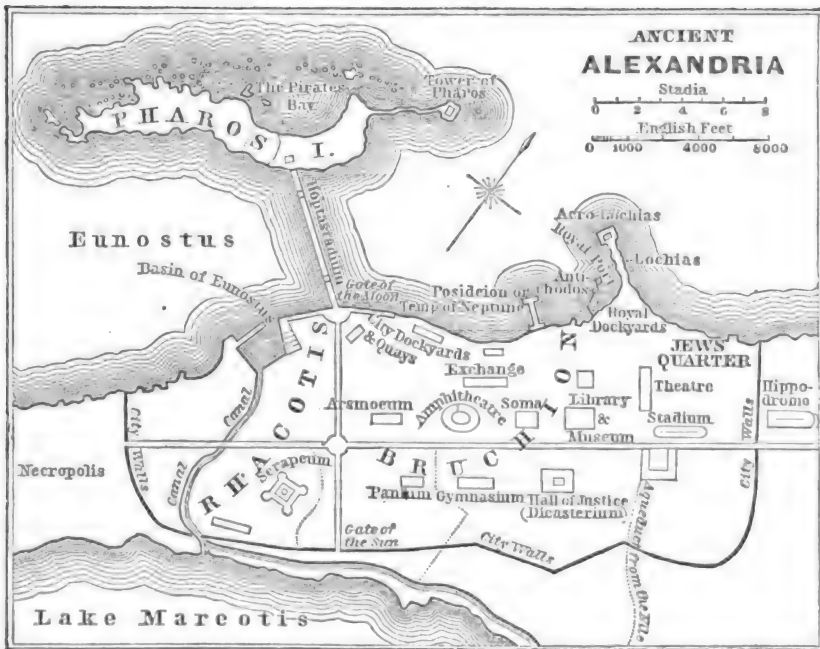 ANCIENT
ALEXANDRIA
Stadia
0 2 4 6 8
English Feet
0 1000 4000 8000
The Pirates
Bay
Tower of
Pharos
PHAROS I.
Heptastadium
Eunostus
Basin of Eunostus
Gate of
the Moon
Acro-Lochias
Royal Port
Lochias
Anti-
rhodos
Posideion or
Temp of Neptune
Royal
Dockyards
City Dockyards
& Quays
JEWS
QUARTER
Exchange
Theatre
Hippo-
drome
Arsinoeum
Amphitheatre
Soma
Library
&
Museum
Stadium
City Walls
Canal
City Walls
Necropolis
Canal
RHACOTIS
BRUCHION
Serapeum
Panium
Gymnasium
Hall of Justice
(Dicasterium)
Gate of
the Sun
City Walls
Aqueduct from the Nile
Lake Mareotis